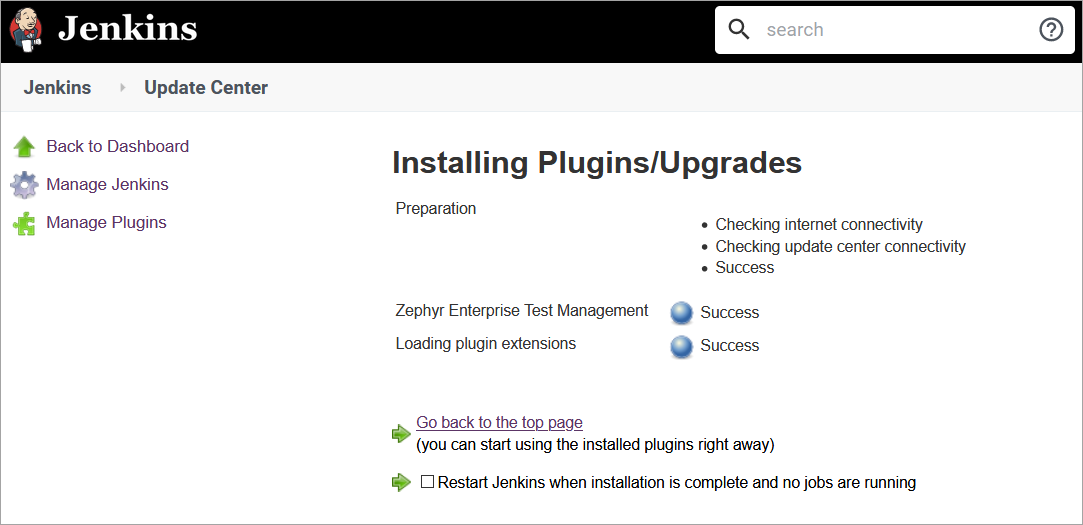 Jenkins
search
Jenkins
Update Center
Back to Dashboard
Manage Jenkins
Manage Plugins
Installing Plugins/Upgrades
Preparation
Checking internet connectivity
Checking update center connectivity
Success
Zephyr Enterprise Test Management Success
Loading plugin extensions Success
Go back to the top page
(you can start using the installed plugins right away)
Restart Jenkins when installation is complete and no jobs are running